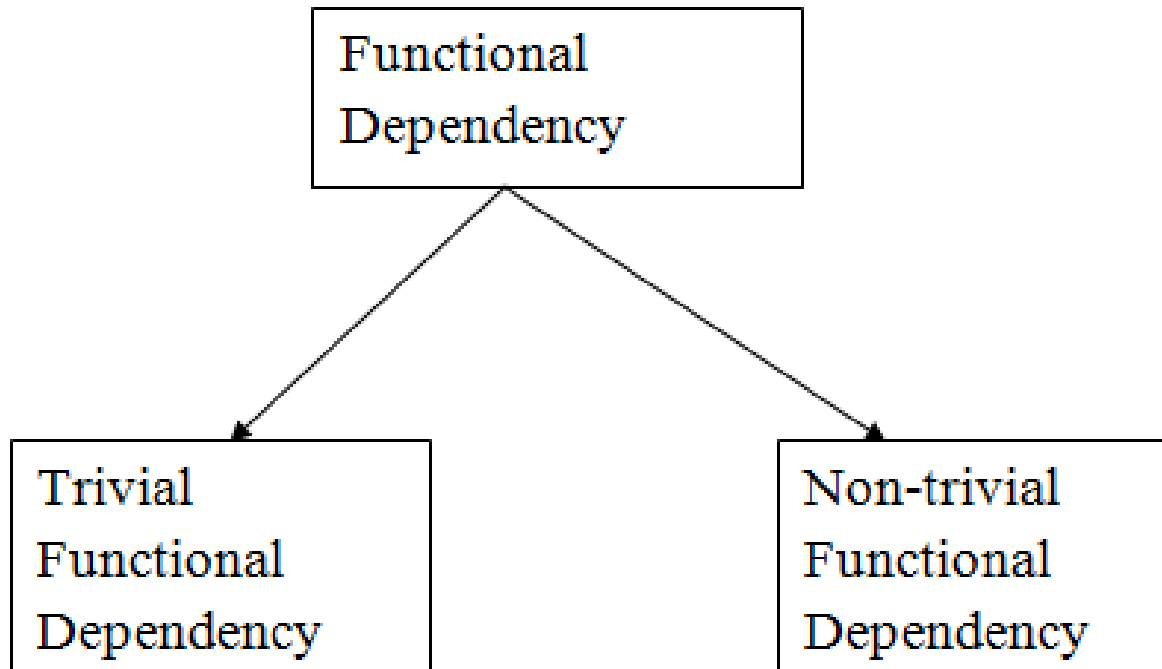 Functional
Dependency
Trivial
Functional
Dependency
Non-trivial
Functional
Dependency